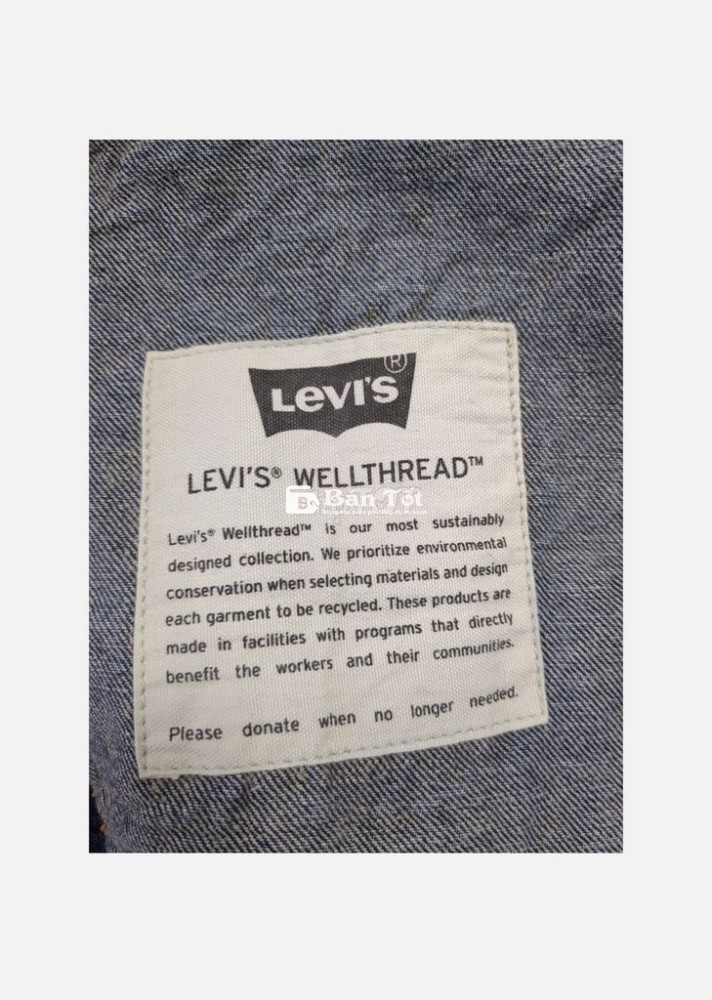 LEVI'S®
LEVI'S® WELLTHREAD™
Bán Tốt
Levi's® Wellthread™ is our most sustainably
designed collection. We prioritize environmental
conservation when selecting materials and design
each garment to be recycled. These products are
made in facilities with programs that directly
benefit the workers and their communities.
Please donate when no longer needed.